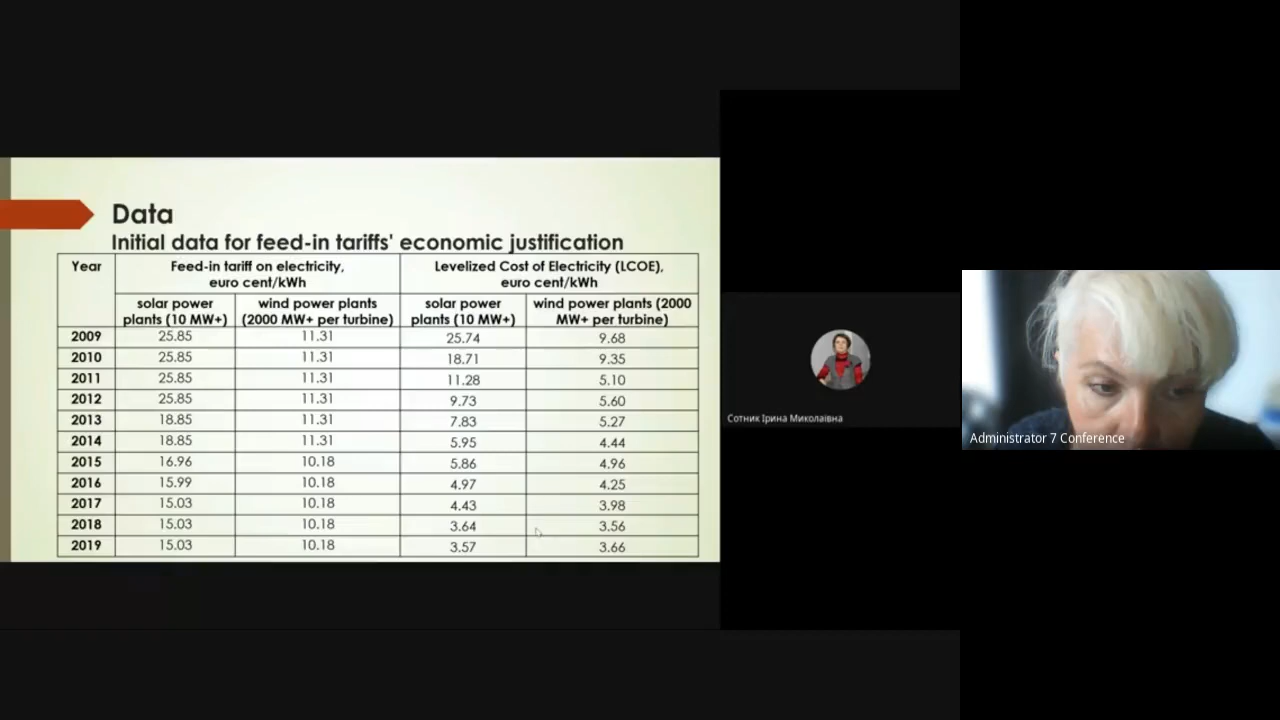 Data
Initial data for feed-in tariffs' economic justification
Year
Feed-in tariff on electricity,
euro cent/kWh
Levelized Cost of Electricity (LCOE),
euro cent/kWh
solar power
plants (10 MW+)
wind power plants
(2000 MW+ per turbine)
solar power
plants (10 MW+)
wind power plants (2000
MW+ per turbine)
2009 25.85 11.31 25.74 9.68
2010 25.85 11.31 18.71 9.35
2011 25.85 11.31 11.28 5.10
2012 25.85 11.31 9.73 5.60
2013 18.85 11.31 7.83 5.27
2014 18.85 11.31 5.95 4.44
2015 16.96 10.18 5.86 4.96
2016 15.99 10.18 4.97 4.25
2017 15.03 10.18 4.43 3.98
2018 15.03 10.18 3.64 3.56
2019 15.03 10.18 3.57 3.66
Сотник Ірина Миколаївна
Administrator 7 Conference